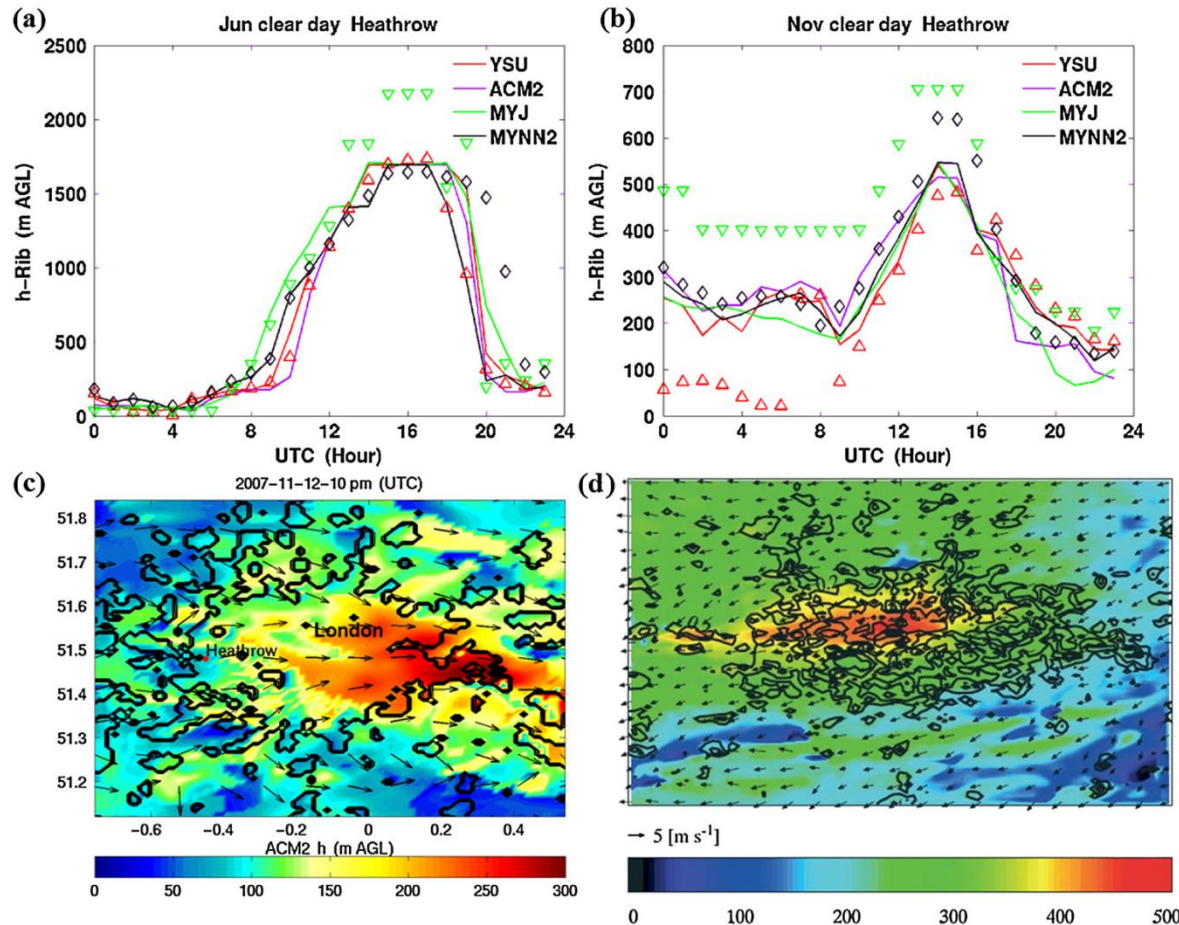 (a)
Jun clear day Heathrow
2500
2000
1500
1000
500
0
h-Rib (m AGL)
YSU
ACM2
MYJ
MYNN2
0 4 8 12 16 20 24
UTC (Hour)
(b)
Nov clear day Heathrow
800
700
600
500
400
300
200
100
0
h-Rib (m AGL)
YSU
ACM2
MYJ
MYNN2
0 4 8 12 16 20 24
UTC (Hour)
(c)
2007-11-12-10 pm (UTC)
51.8
51.7
51.6
51.5
51.4
51.3
51.2
London
Heathrow
-0.6 -0.4 -0.2 0 0.2 0.4
ACM2 h (m AGL)
0 50 100 150 200 250 300
(d)
5 [m s-1]
0 100 200 300 400 500